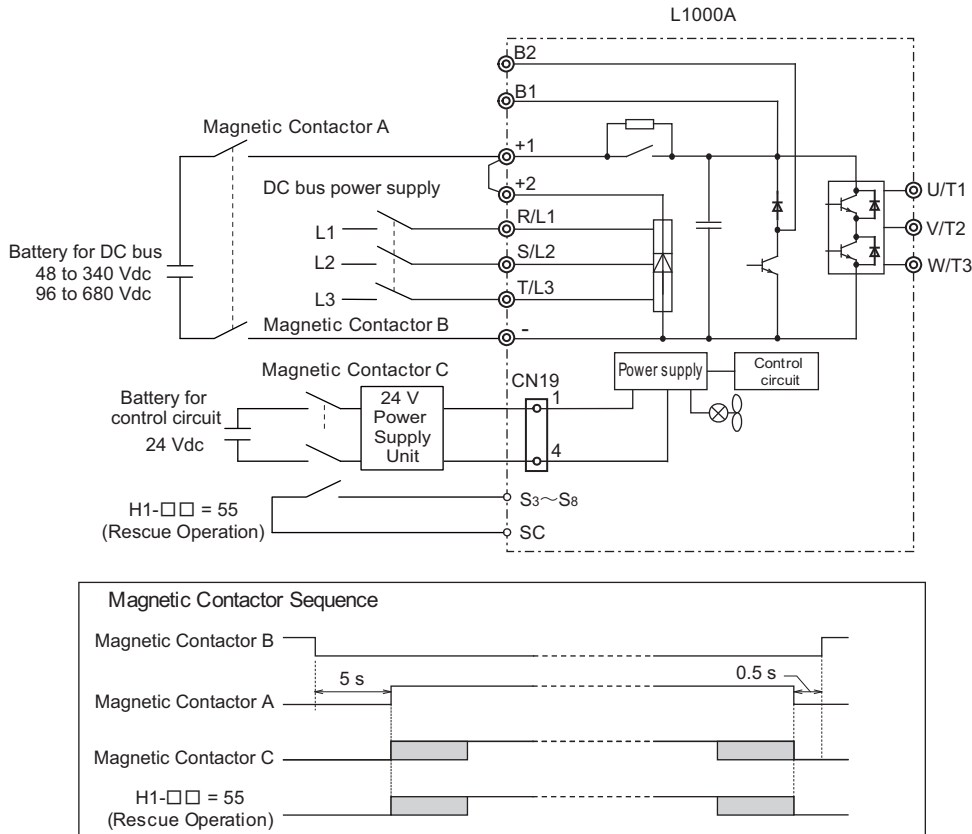 L1000A
B2
B1
Magnetic Contactor A
+1
+2
DC bus power supply
R/L1
L1
S/L2
L2
T/L3
L3
U/T1
V/T2
W/T3
Battery for DC bus
48 to 340 Vdc
96 to 680 Vdc
Magnetic Contactor B
-
Magnetic Contactor C
CN19
Power supply
Control
circuit
Battery for
control circuit
24 Vdc
24 V
Power
Supply
Unit
1
4
H1-□□ = 55
(Rescue Operation)
S3～S8
SC
Magnetic Contactor Sequence
Magnetic Contactor B
5 s
0.5 s
Magnetic Contactor A
Magnetic Contactor C
H1-□□ = 55
(Rescue Operation)